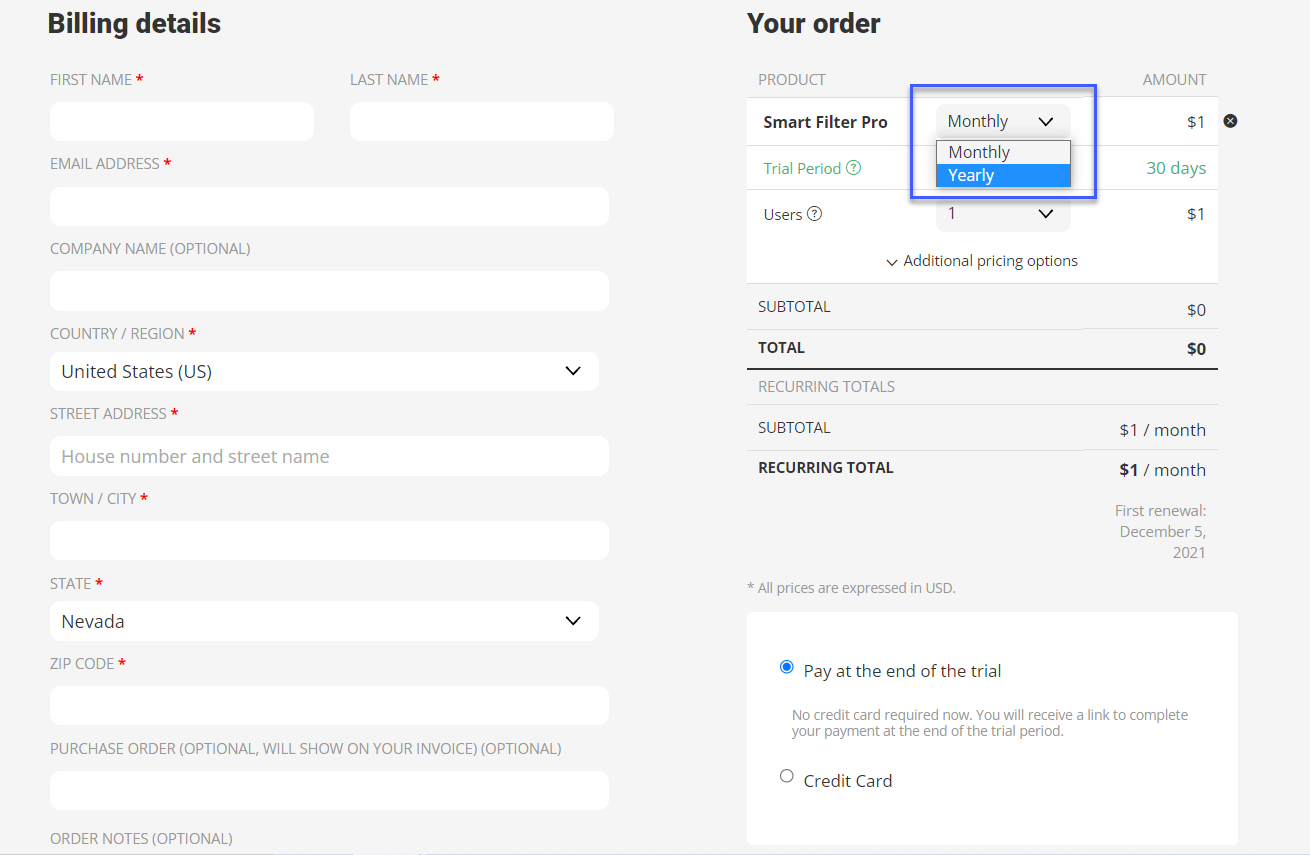 Billing details
FIRST NAME *
LAST NAME *
EMAIL ADDRESS *
COMPANY NAME (OPTIONAL)
COUNTRY / REGION *
United States (US)
STREET ADDRESS *
House number and street name
TOWN / CITY *
STATE *
Nevada
ZIP CODE *
PURCHASE ORDER (OPTIONAL, WILL SHOW ON YOUR INVOICE) (OPTIONAL)
ORDER NOTES (OPTIONAL)
Your order
PRODUCT AMOUNT
Smart Filter Pro Monthly $1
Monthly
Trial Period ? 30 days
Yearly
Users ? 1 $1
Additional pricing options
SUBTOTAL $0
TOTAL $0
RECURRING TOTALS
SUBTOTAL $1 / month
RECURRING TOTAL $1 / month
First renewal:
December 5,
2021
* All prices are expressed in USD.
Pay at the end of the trial
No credit card required now. You will receive a link to complete
your payment at the end of the trial period.
Credit Card